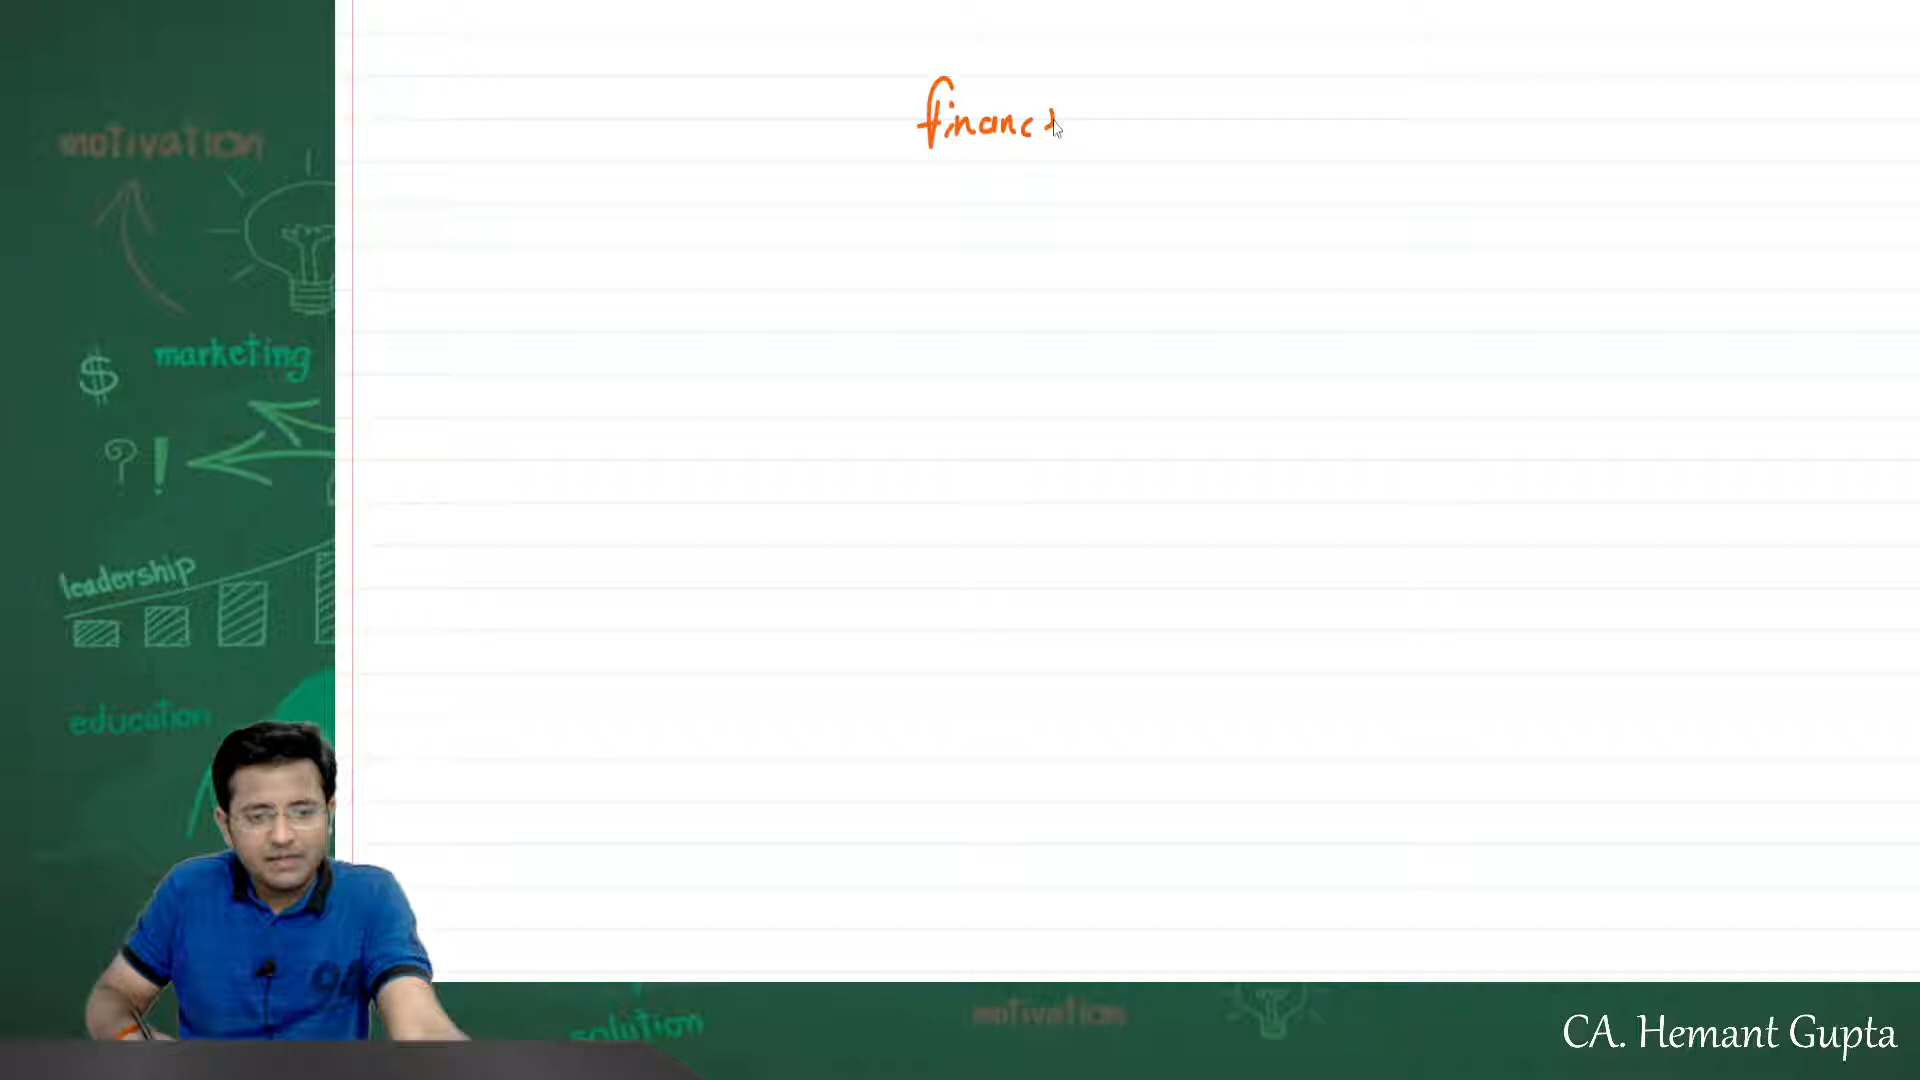 financ
motivation
$
marketing
? !
leadership
education
solution
motivation
CA. Hemant Gupta